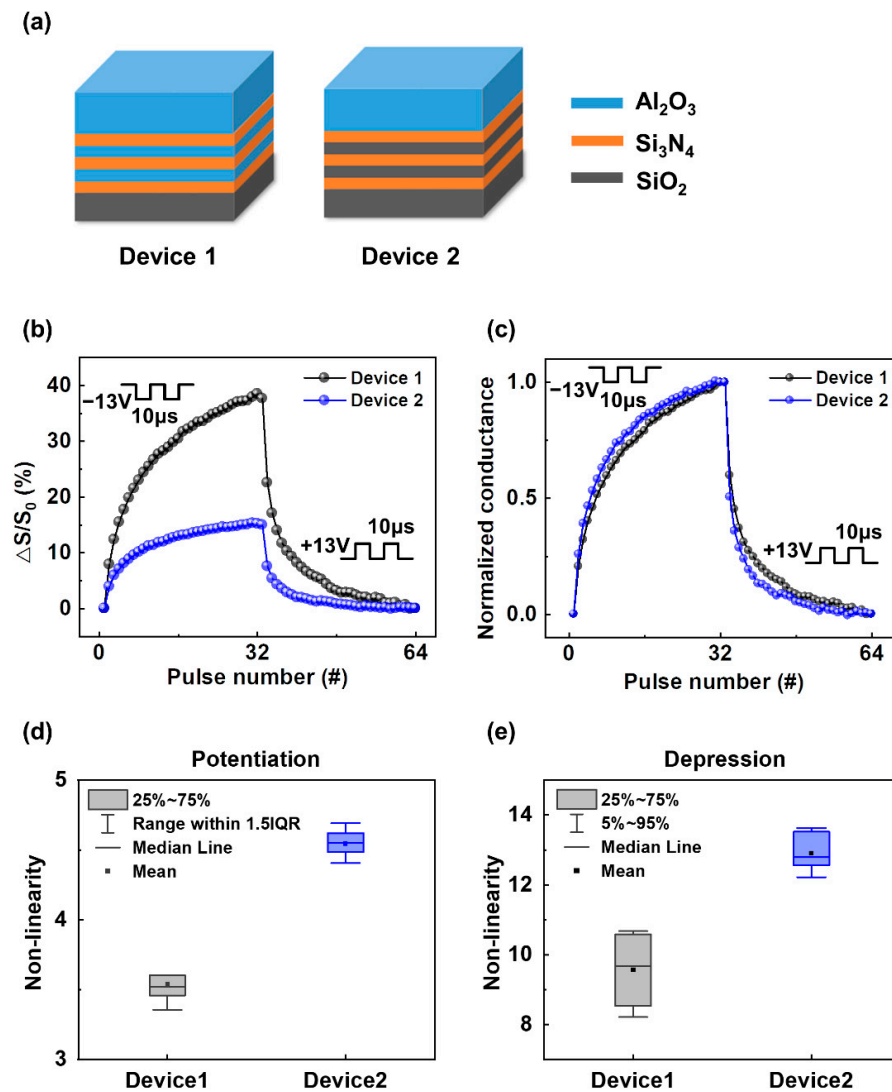 (a)
Al₂O₃
Si₃N₄
SiO₂
Device 1
Device 2
(b)
−13V
10μs
Device 1
Device 2
+13V
10μs
40
30
20
10
0
△S/S₀ (%)
0
32
64
Pulse number (#)
(c)
−13V
10μs
Device 1
Device 2
+13V
10μs
1.0
0.5
0.0
Normalized conductance
0
32
64
Pulse number (#)
(d)
Potentiation
25%~75%
Range within 1.5IQR
Median Line
Mean
5
4
3
Non-linearity
Device1
Device2
(e)
Depression
25%~75%
5%~95%
Median Line
Mean
14
12
10
8
Non-linearity
Device1
Device2